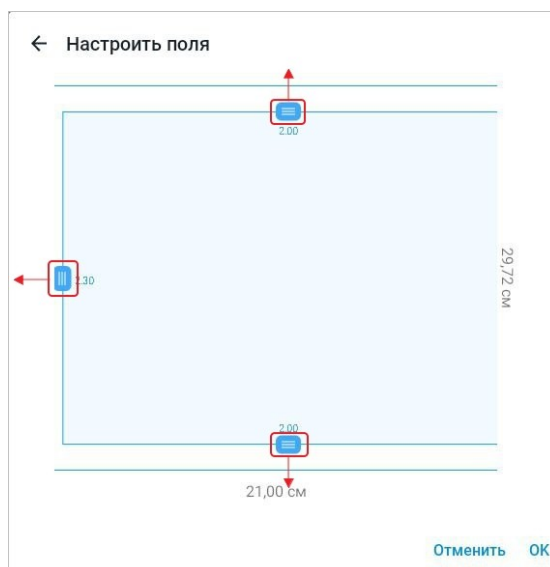 Настроить поля
2.00
2.30
29,72 см
2.00
21,00 см
Отменить OK